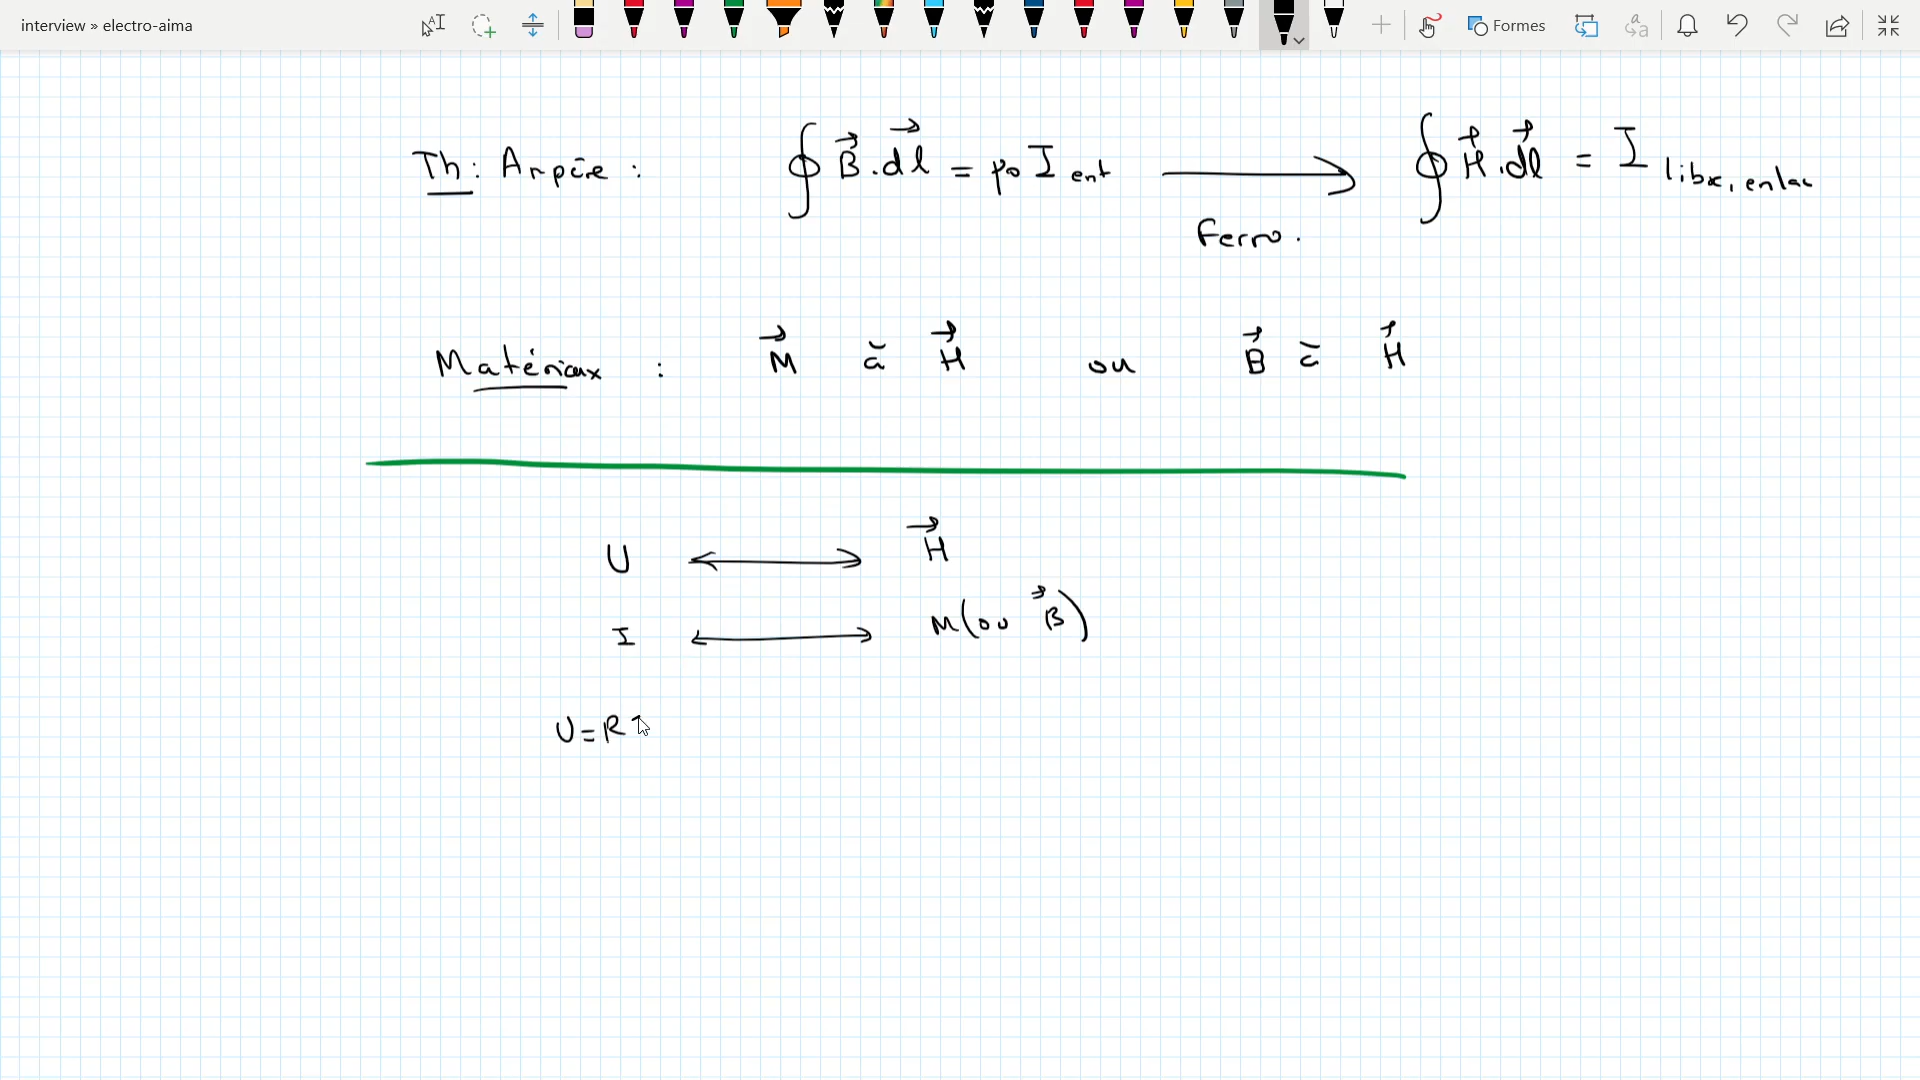 interview » electro-aima
Formes
Th : Ampère : ∮ B⃗.dl⃗ = μ₀ I ent → ∮ H⃗.dl⃗ = I libre, enlac
Ferro.
Matériaux : M⃗ à H⃗ ou B⃗ à H⃗
U ↔ H⃗
I ↔ M (ou B⃗)
U = R